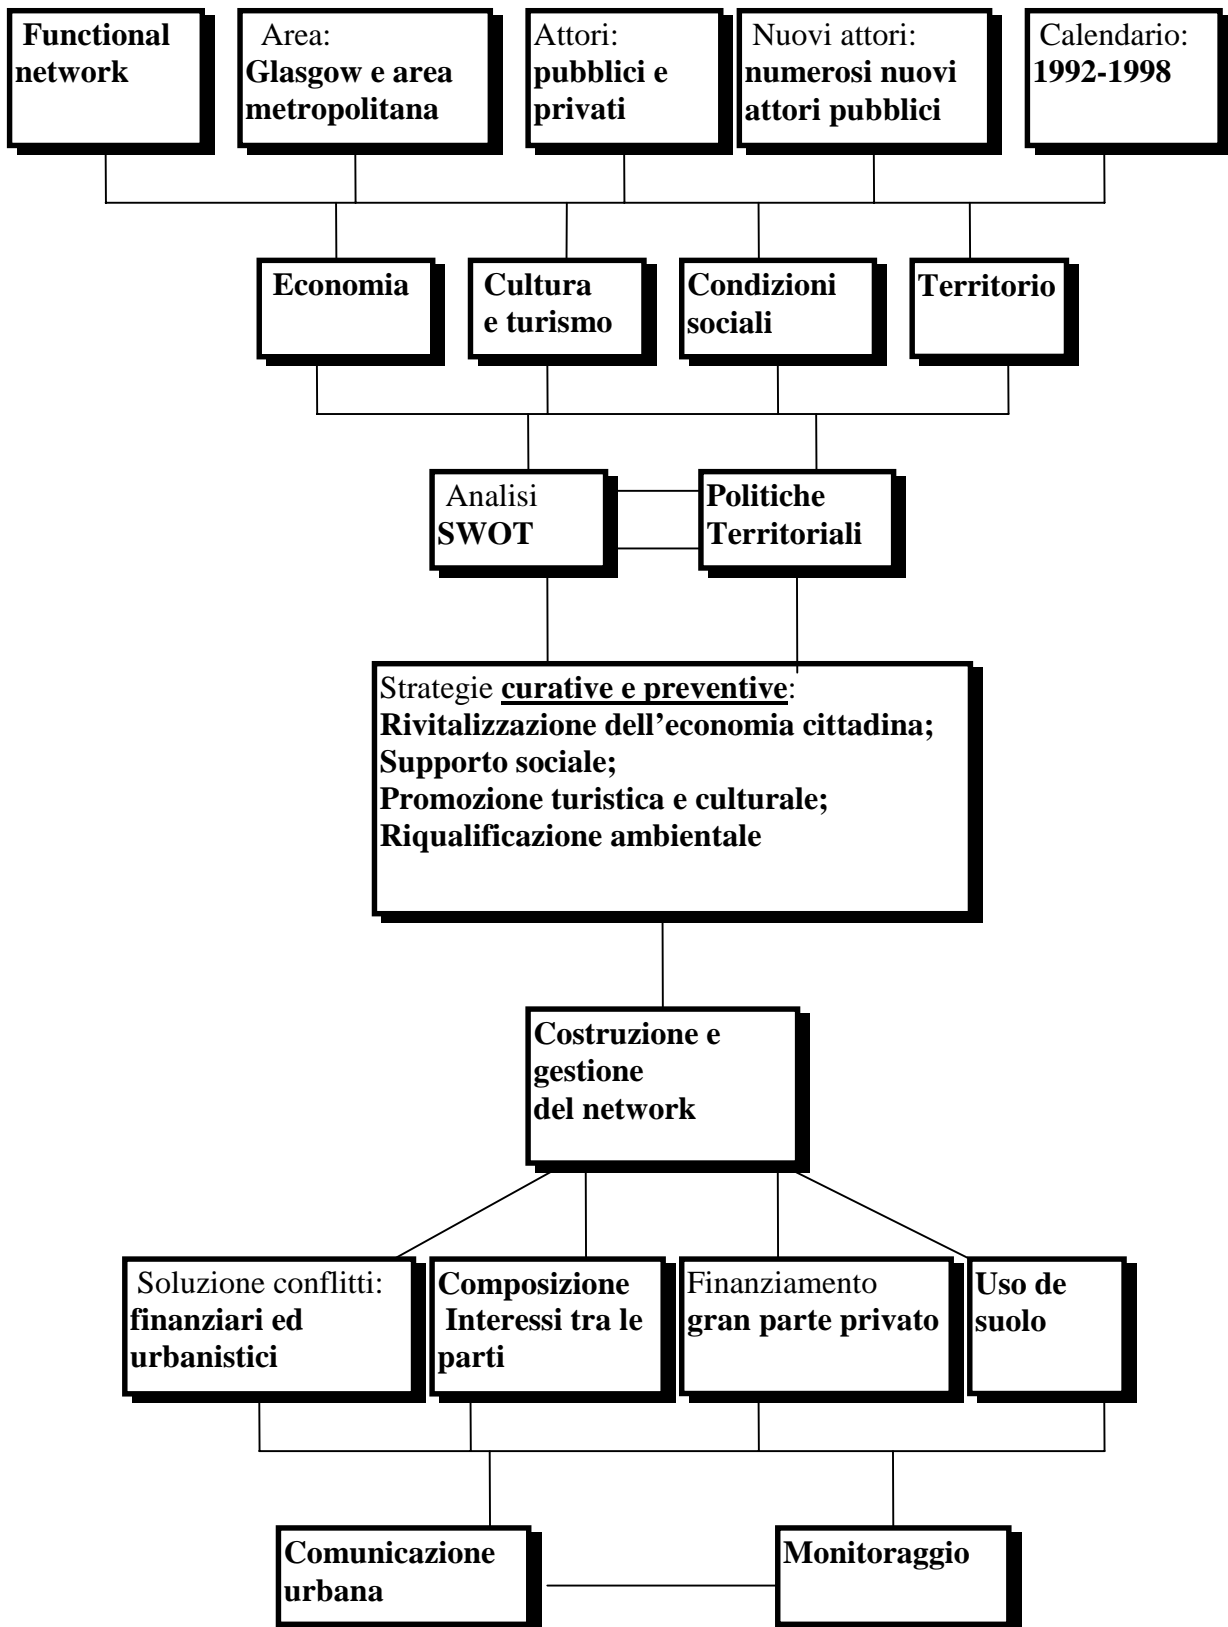 Functional
network
Area:
Glasgow e area
metropolitana
Attori:
pubblici e
privati
Nuovi attori:
numerosi nuovi
attori pubblici
Calendario:
1992-1998
Economia
Cultura
e turismo
Condizioni
sociali
Territorio
Analisi
SWOT
Politiche
Territoriali
Strategie curative e preventive:
Rivitalizzazione dell’economia cittadina;
Supporto sociale;
Promozione turistica e culturale;
Riqualificazione ambientale
Costruzione e
gestione
del network
Soluzione conflitti:
finanziari ed
urbanistici
Composizione
Interessi tra le
parti
Finanziamento
gran parte privato
Uso de
suolo
Comunicazione
urbana
Monitoraggio